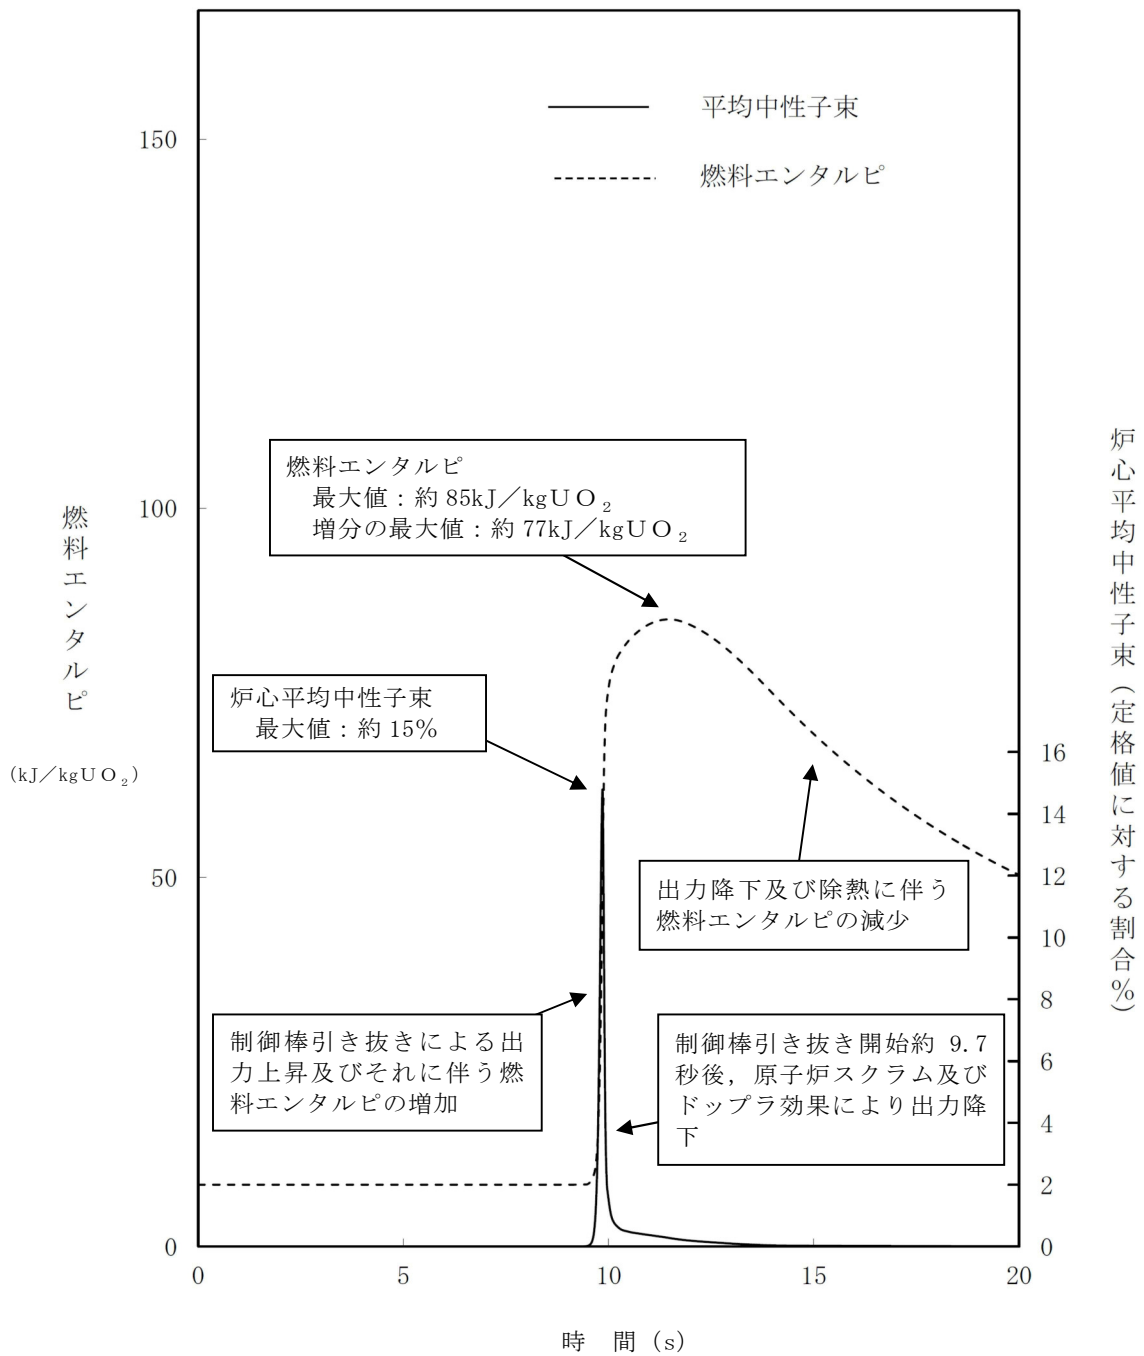 平均中性子束
燃料エンタルピ
150
100
50
0
燃料エンタルピ
(kJ/kgUO₂)
燃料エンタルピ
最大値：約 85kJ／kgUO₂
増分の最大値：約 77kJ／kgUO₂
炉心平均中性子束
最大値：約 15%
出力降下及び除熱に伴う
燃料エンタルピの減少
制御棒引き抜きによる出
力上昇及びそれに伴う燃
料エンタルピの増加
制御棒引き抜き開始約 9.7
秒後，原子炉スクラム及び
ドップラ効果により出力降
下
炉心平均中性子束（定格値に対する割合%）
16
14
12
10
8
6
4
2
0
0
5
10
15
20
時 間 (s)